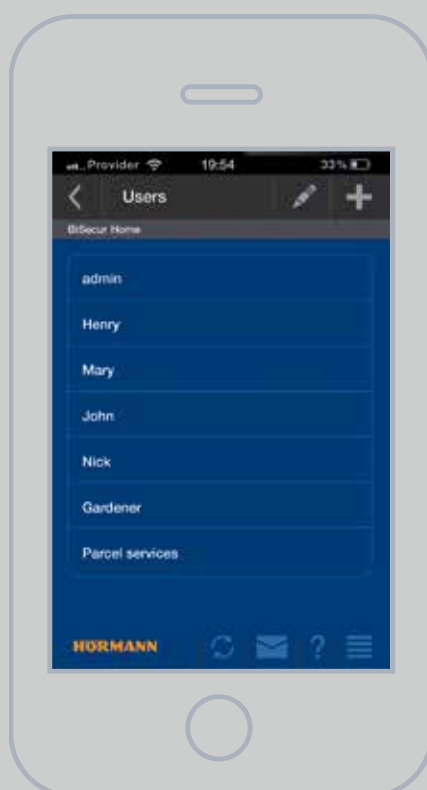 Provider 19:54 33%
Users
BiSecur Home
admin
Henry
Mary
John
Nick
Gardener
Parcel services
HÖRMANN ?